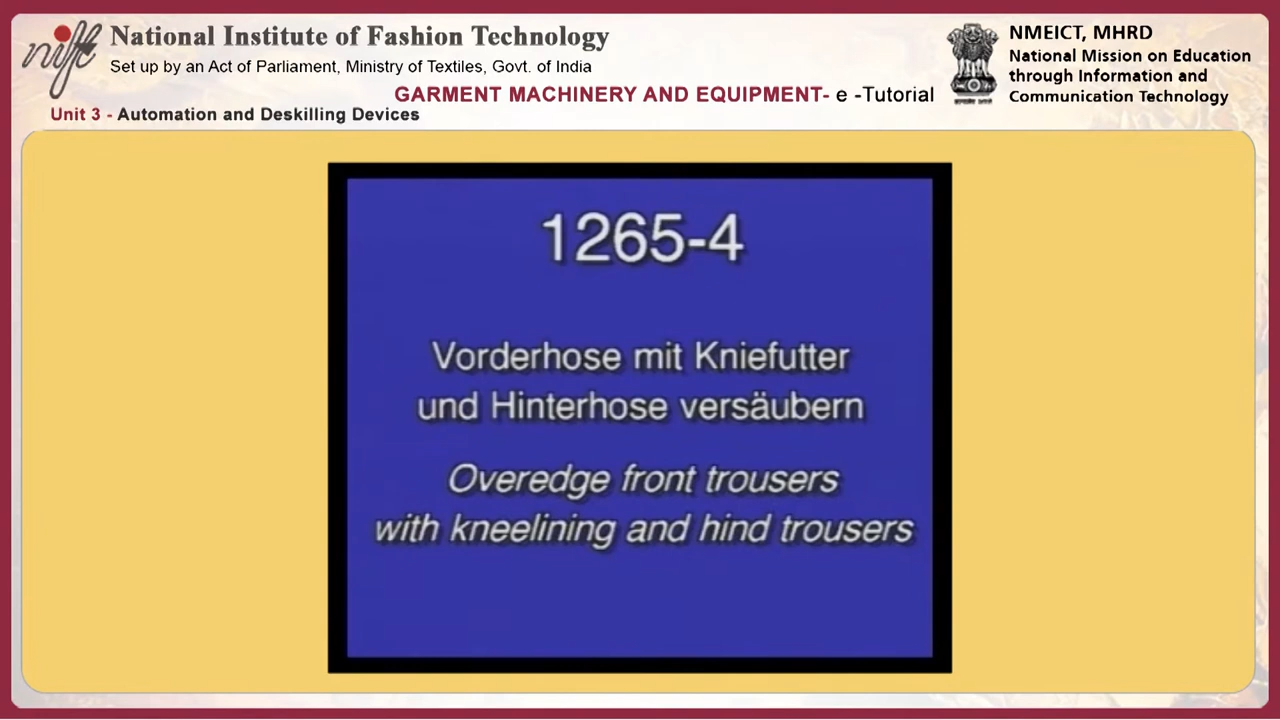 nift
National Institute of Fashion Technology
Set up by an Act of Parliament, Ministry of Textiles, Govt. of India
GARMENT MACHINERY AND EQUIPMENT- e -Tutorial
Unit 3 - Automation and Deskilling Devices
NMEICT, MHRD
National Mission on Education
through Information and
Communication Technology
1265-4
Vorderhose mit Kniefutter
und Hinterhose versäubern
Overedge front trousers
with kneelining and hind trousers